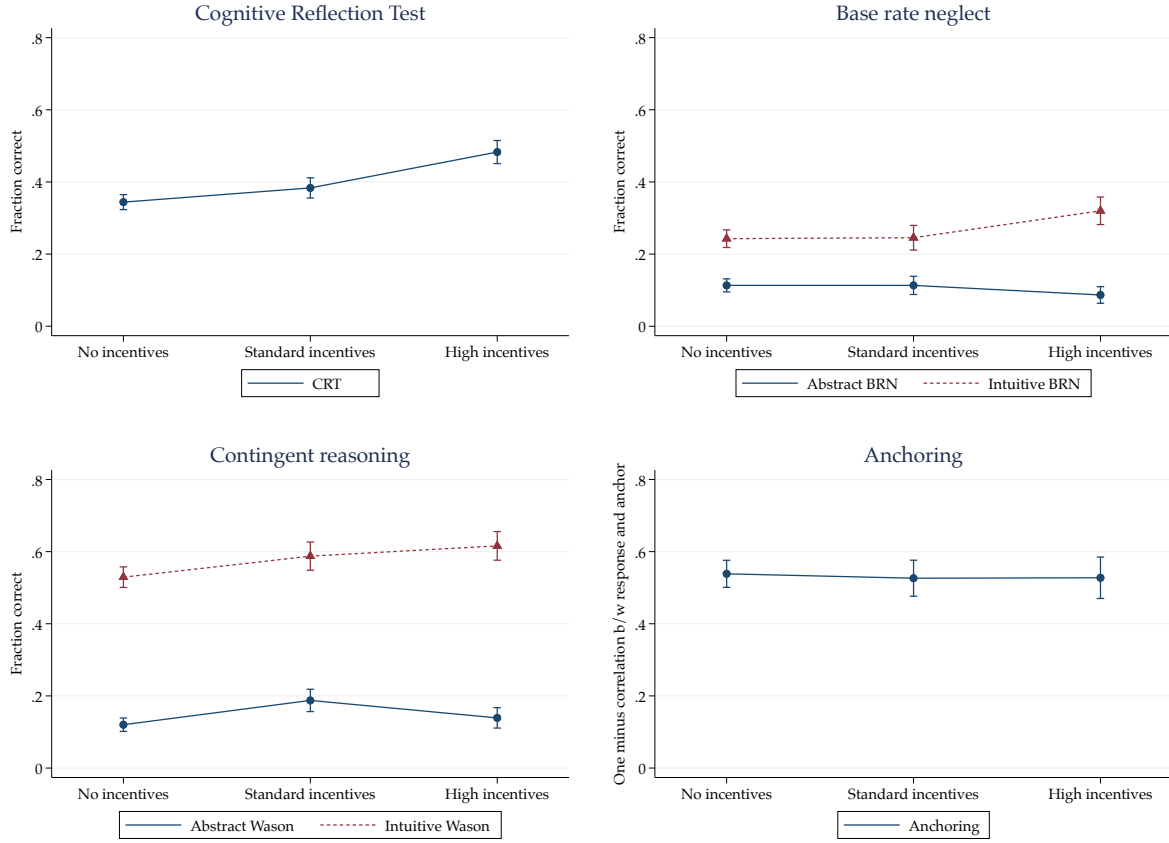 Cognitive Reflection Test
Fraction correct
.8
.6
.4
.2
0
No incentives Standard incentives High incentives
CRT
Base rate neglect
Fraction correct
.8
.6
.4
.2
0
No incentives Standard incentives High incentives
Abstract BRN Intuitive BRN
Contingent reasoning
Fraction correct
.8
.6
.4
.2
0
No incentives Standard incentives High incentives
Abstract Wason Intuitive Wason
Anchoring
One minus correlation b/w response and anchor
.8
.6
.4
.2
0
No incentives Standard incentives High incentives
Anchoring